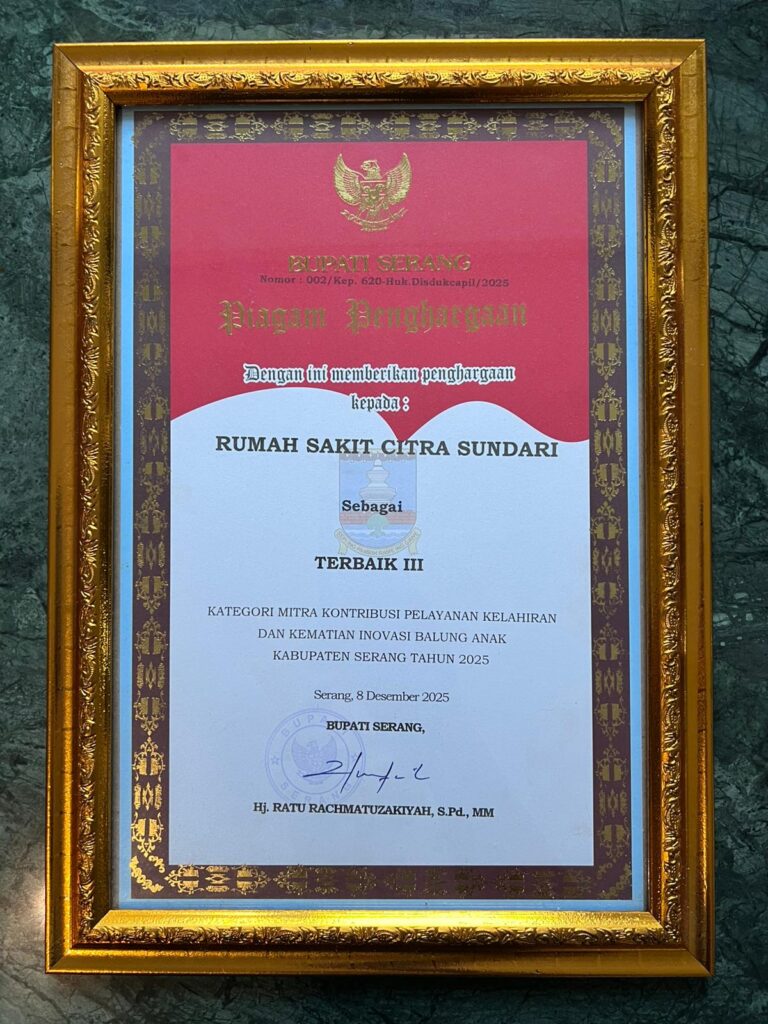 BUPATI SERANG
Nomor : 002/Kep. 620-Huk.Disdukcapil/2025
Piagam Penghargaan
Dengan ini memberikan penghargaan
kepada :
RUMAH SAKIT CITRA SUNDARI
Sebagai
TERBAIK III
KATEGORI MITRA KONTRIBUSI PELAYANAN KELAHIRAN
DAN KEMATIAN INOVASI BALUNG ANAK
KABUPATEN SERANG TAHUN 2025
Serang, 8 Desember 2025
BUPATI SERANG,
BUPATI
SERANG
Hj. RATU RACHMATUZAKIYAH, S.Pd., MM